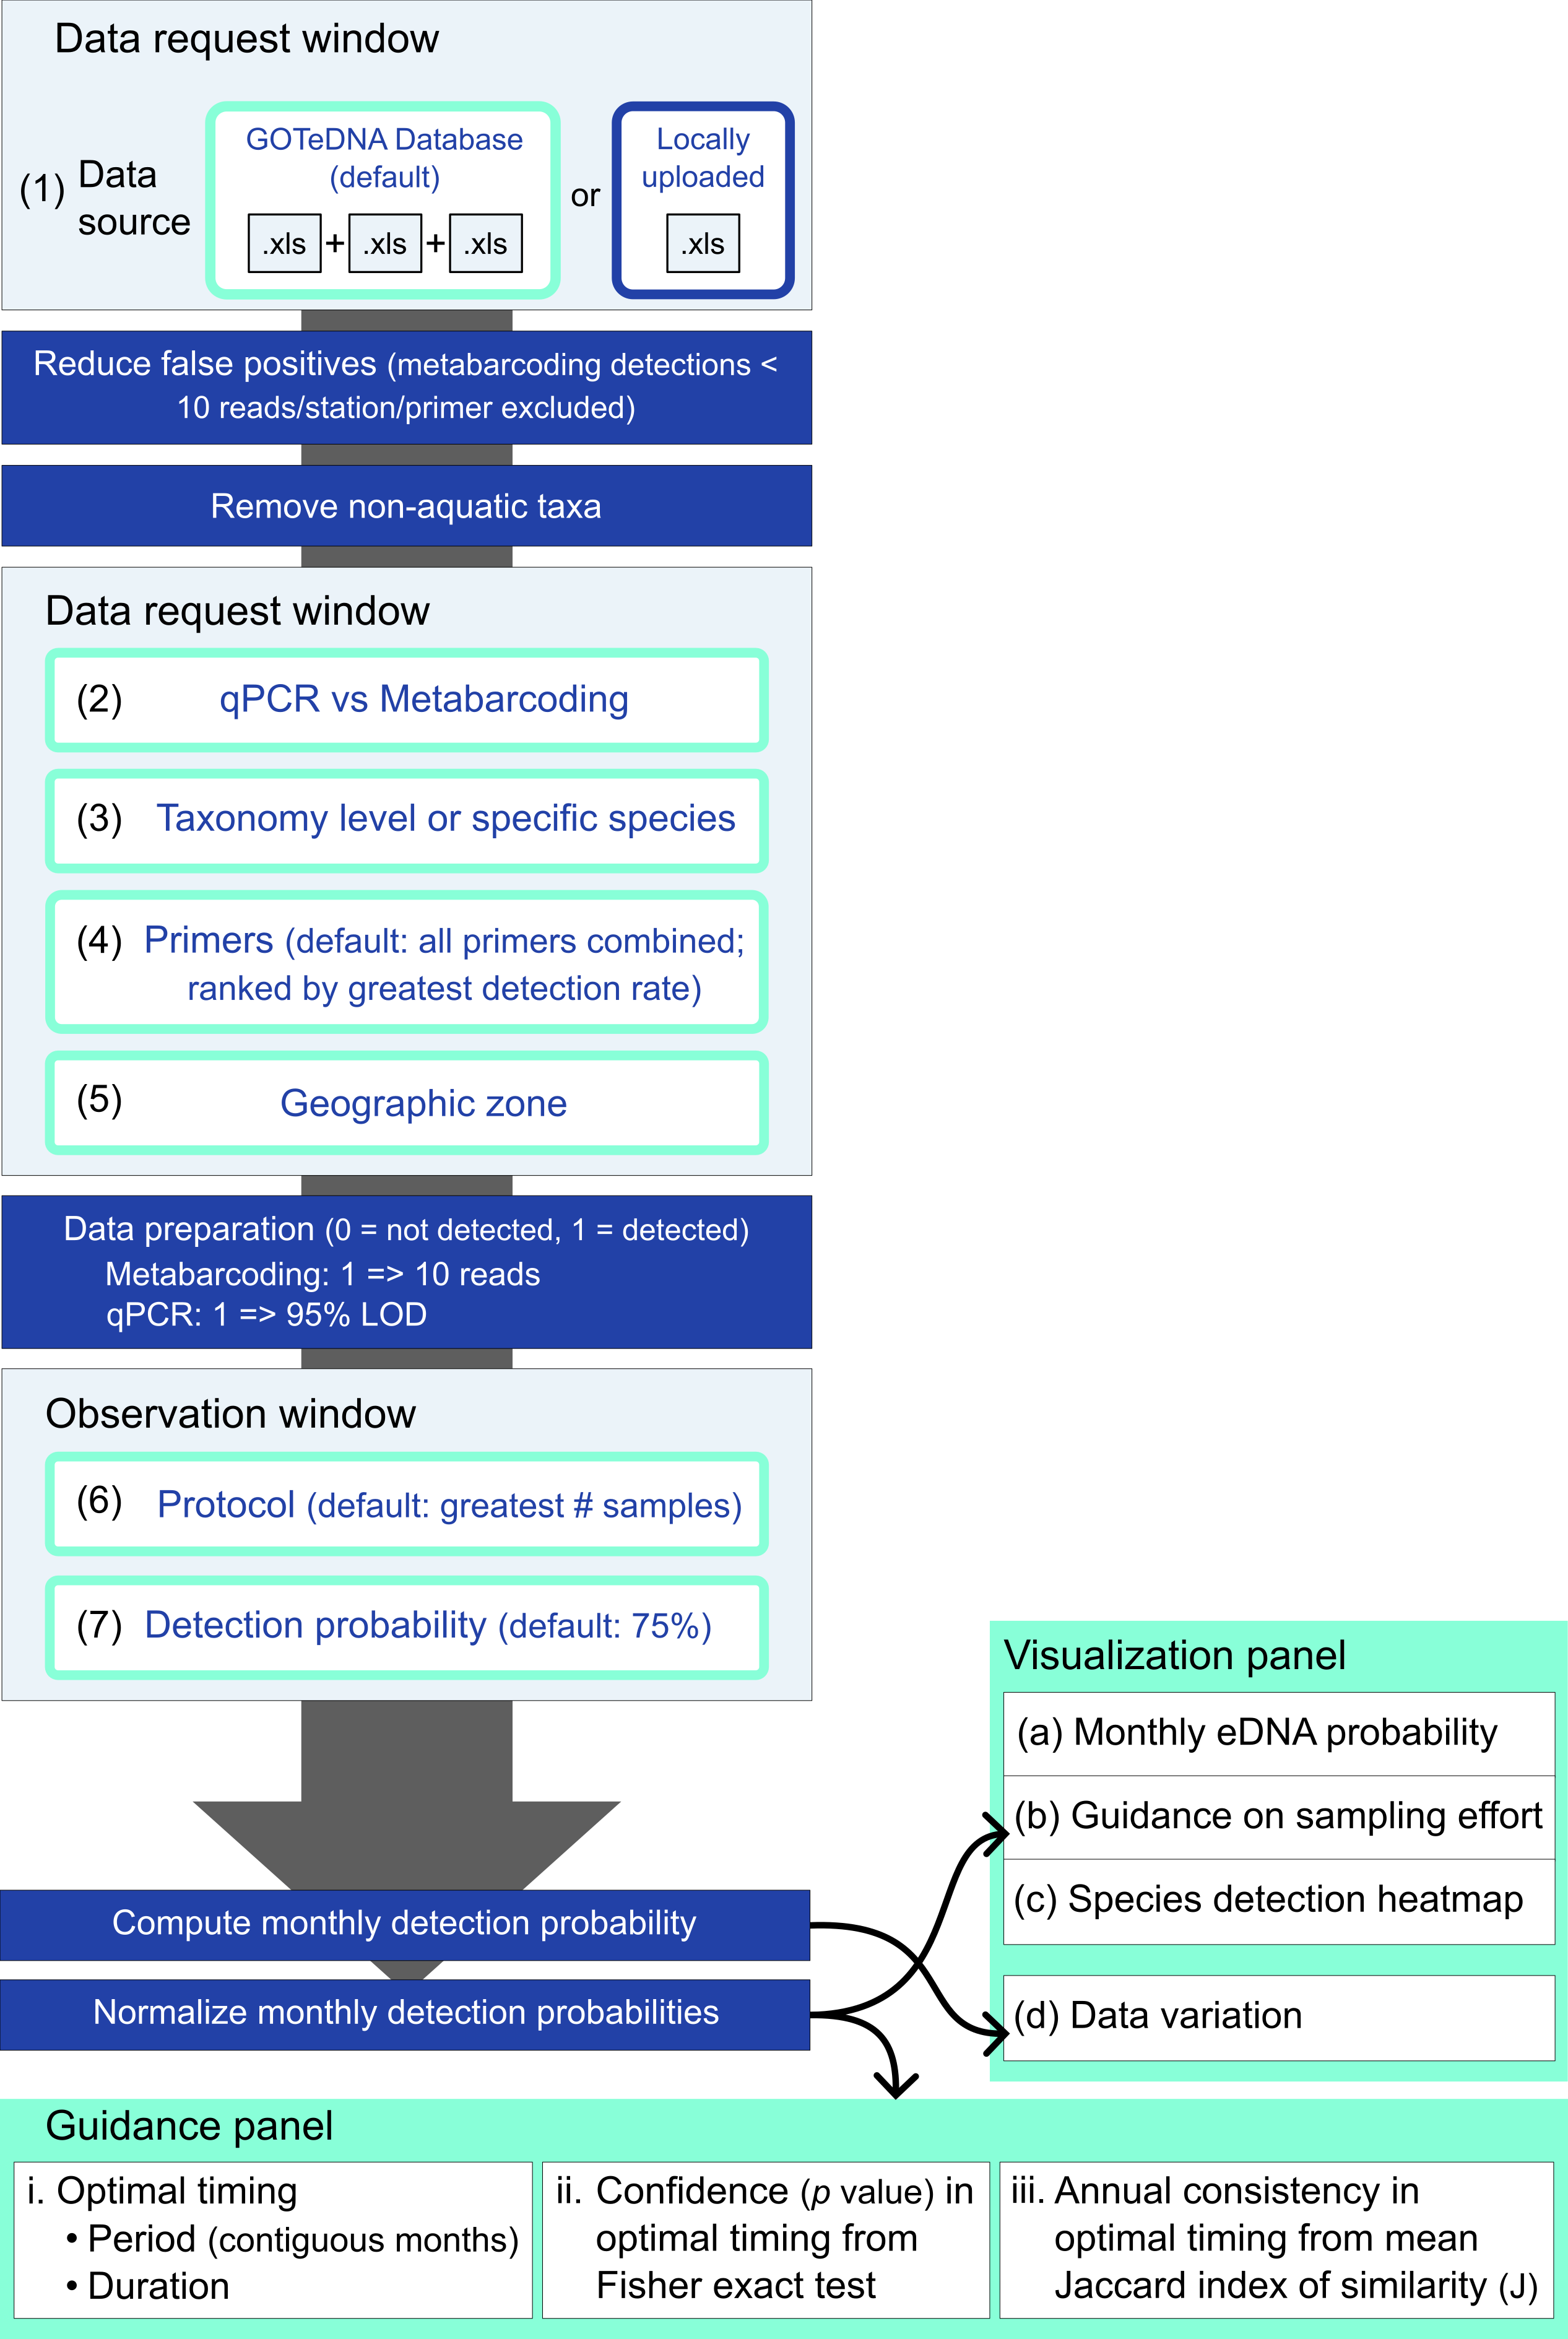 Data request window
(1) Data
source
GOTeDNA Database
(default)
.xls + .xls + .xls
or
Locally
uploaded
.xls
Reduce false positives (metabarcoding detections <
10 reads/station/primer excluded)
Remove non-aquatic taxa
Data request window
(2) qPCR vs Metabarcoding
(3) Taxonomy level or specific species
(4) Primers (default: all primers combined;
ranked by greatest detection rate)
(5) Geographic zone
Data preparation (0 = not detected, 1 = detected)
Metabarcoding: 1 => 10 reads
qPCR: 1 => 95% LOD
Observation window
(6) Protocol (default: greatest # samples)
(7) Detection probability (default: 75%)
Compute monthly detection probability
Normalize monthly detection probabilities
Visualization panel
(a) Monthly eDNA probability
(b) Guidance on sampling effort
(c) Species detection heatmap
(d) Data variation
Guidance panel
i. Optimal timing
• Period (contiguous months)
• Duration
ii. Confidence (p value) in
optimal timing from
Fisher exact test
iii. Annual consistency in
optimal timing from mean
Jaccard index of similarity (J)